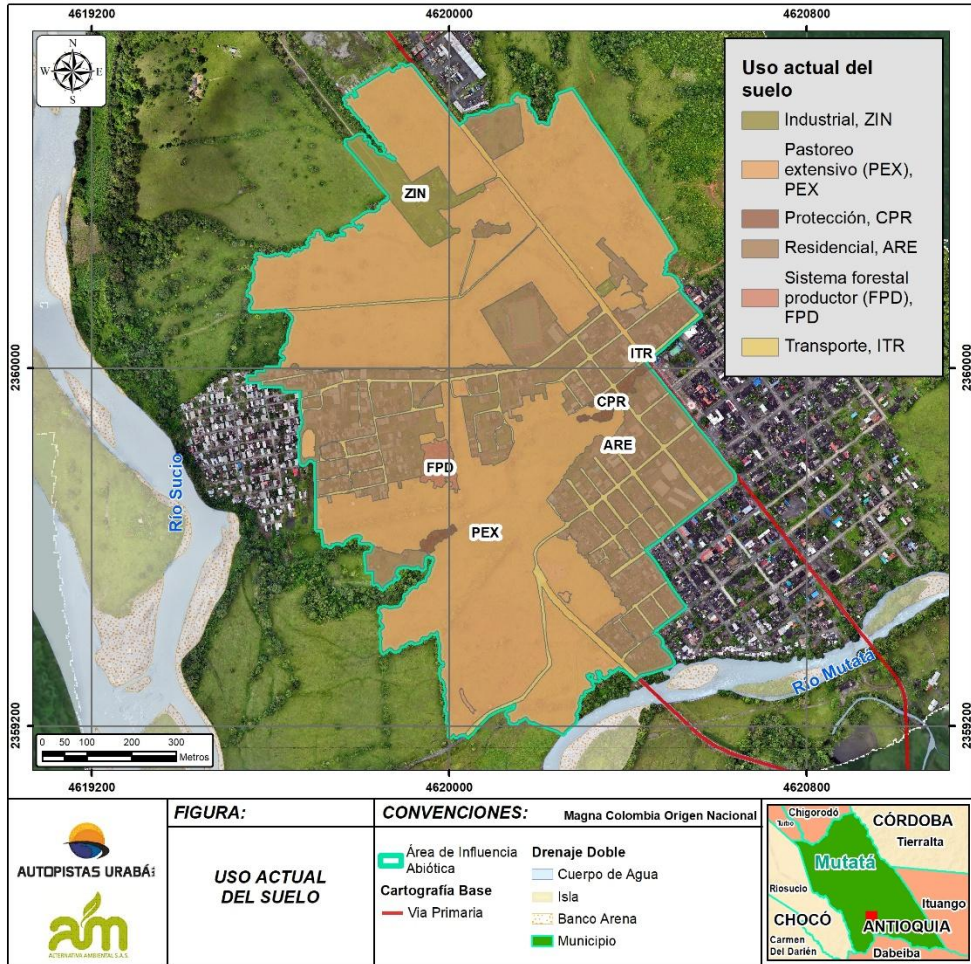 4619200
4620000
4620800
N
W
E
S
Uso actual del
suelo
Industrial, ZIN
Pastoreo
extensivo (PEX),
PEX
Protección, CPR
Residencial, ARE
Sistema forestal
productor (FPD),
FPD
Transporte, ITR
ZIN
ITR
2360000
2360000
CPR
ARE
FPD
Río Sucio
PEX
Río Mutatá
2359200
2359200
0 50 100 200 300
Metros
4619200
4620000
4620800
AUTOPISTAS URABÁ
aim
ALTERNATIVA AMBIENTAL S.A.S.
FIGURA:
USO ACTUAL
DEL SUELO
CONVENCIONES:
Magna Colombia Origen Nacional
Área de Influencia
Abiótica
Cartografía Base
Via Primaria
Drenaje Doble
Cuerpo de Agua
Isla
Banco Arena
Municipio
Chigorodó
Turbo
CÓRDOBA
Tierralta
Mutatá
Riosucio
Ituango
CHOCÓ
ANTIOQUIA
Carmen
Del Darién
Dabeiba